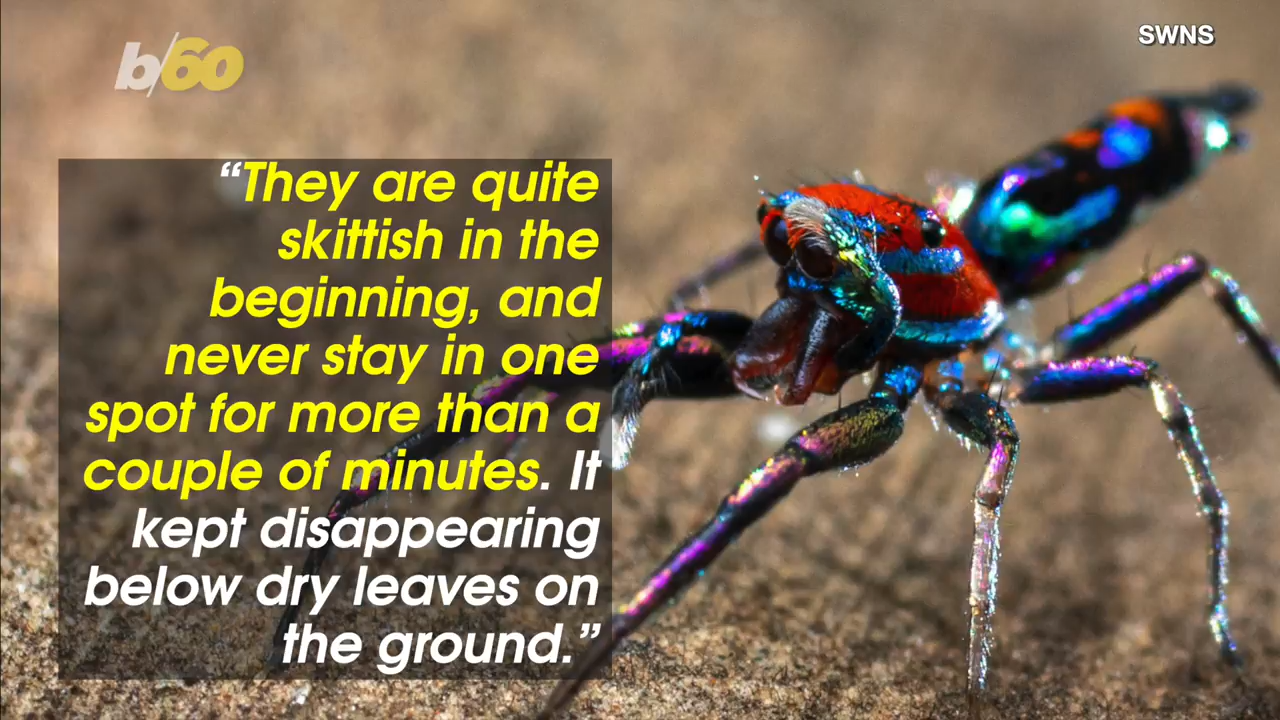 b/60
SWNS
“They are quite
skittish in the
beginning, and
never stay in one
spot for more than a
couple of minutes. It
kept disappearing
below dry leaves on
the ground.”